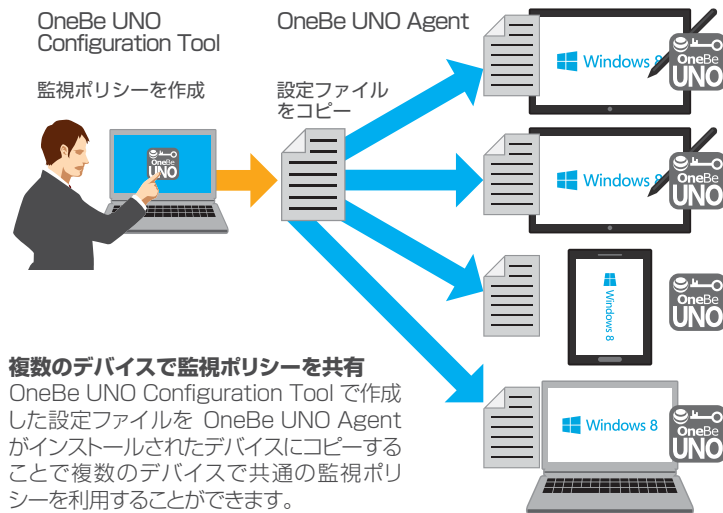 OneBe UNO
Configuration Tool
監視ポリシーを作成
OneBe
UNO
OneBe UNO Agent
設定ファイル
をコピー
Windows 8
OneBe
UNO
Windows 8
OneBe
UNO
Windows 8
OneBe
UNO
Windows 8
OneBe
UNO
複数のデバイスで監視ポリシーを共有
OneBe UNO Configuration Tool で作成
した設定ファイルを OneBe UNO Agent
がインストールされたデバイスにコピーする
ことで複数のデバイスで共通の監視ポリ
シーを利用することができます。